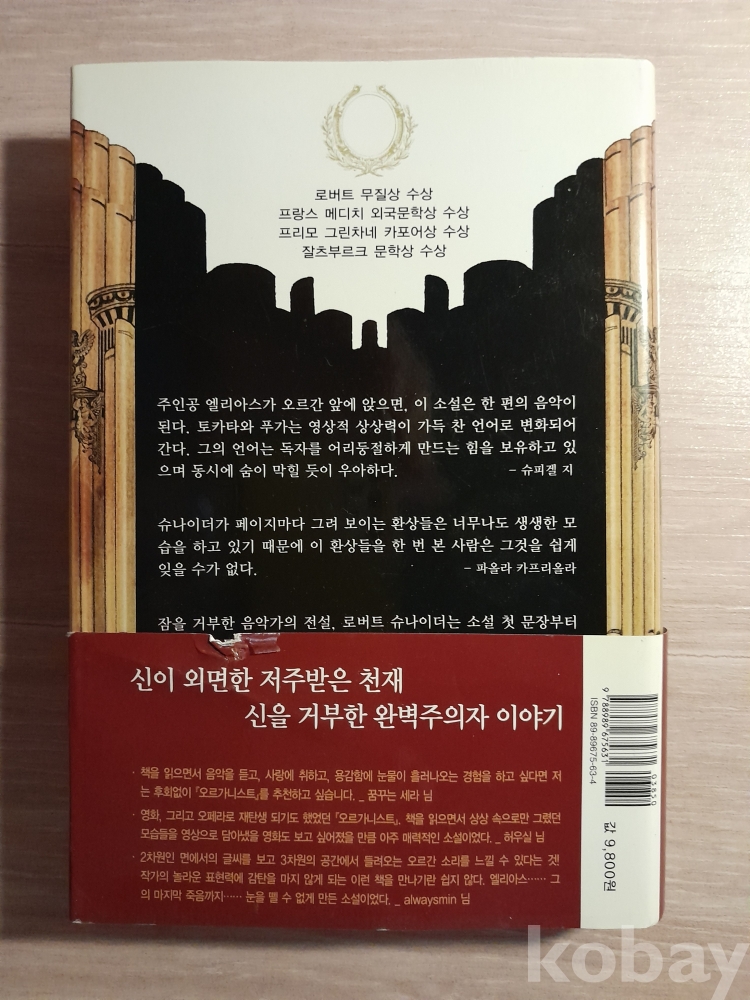 로버트 무질상 수상
프랑스 메디치 외국문학상 수상
프리모 그린차네 카포어상 수상
잘츠부르크 문학상 수상
주인공 엘리아스가 오르간 앞에 앉으면, 이 소설은 한 편의 음악이
된다. 토카타와 푸가는 영상적 상상력이 가득 찬 언어로 변화되어
간다. 그의 언어는 독자를 어리둥절하게 만드는 힘을 보유하고 있
으며 동시에 숨이 막힐 듯이 우아하다. – 슈피겔 지
슈나이더가 페이지마다 그려 보이는 환상들은 너무나도 생생한 모
습을 하고 있기 때문에 이 환상들을 한 번 본 사람은 그것을 쉽게
잊을 수가 없다. – 파올라 카프리올라
잠을 거부한 음악가의 전설, 로버트 슈나이더는 소설 첫 문장부터
신이 외면한 저주받은 천재
신을 거부한 완벽주의자 이야기
· 책을 읽으면서 음악을 듣고, 사랑에 취하고, 용감함에 눈물이 흘러나오는 경험을 하고 싶다면 저
는 후회없이 『오르가니스트』를 추천하고 싶습니다. _ 꿈꾸는 세라 님
· 영화, 그리고 오페라로 재탄생 되기도 했었던 『오르가니스트』. 책을 읽으면서 상상 속으로만 그렸던
모습들을 영상으로 담아냈을 영화도 보고 싶어졌을 만큼 아주 매력적인 소설이었다. _ 허우실 님
· 2차원인 면에서의 글씨를 보고 3차원의 공간에서 들려오는 오르간 소리를 느낄 수 있다는 것!
작가의 놀라운 표현력에 감탄을 마지 않게 되는 이런 책을 만나기란 쉽지 않다. 엘리아스…… 그
의 마지막 죽음까지…… 눈을 뗄 수 없게 만든 소설이었다. _ alwaysmin 님
9 788989 675631
03850
ISBN 89-89675-63-4
값 9,800원
kobay